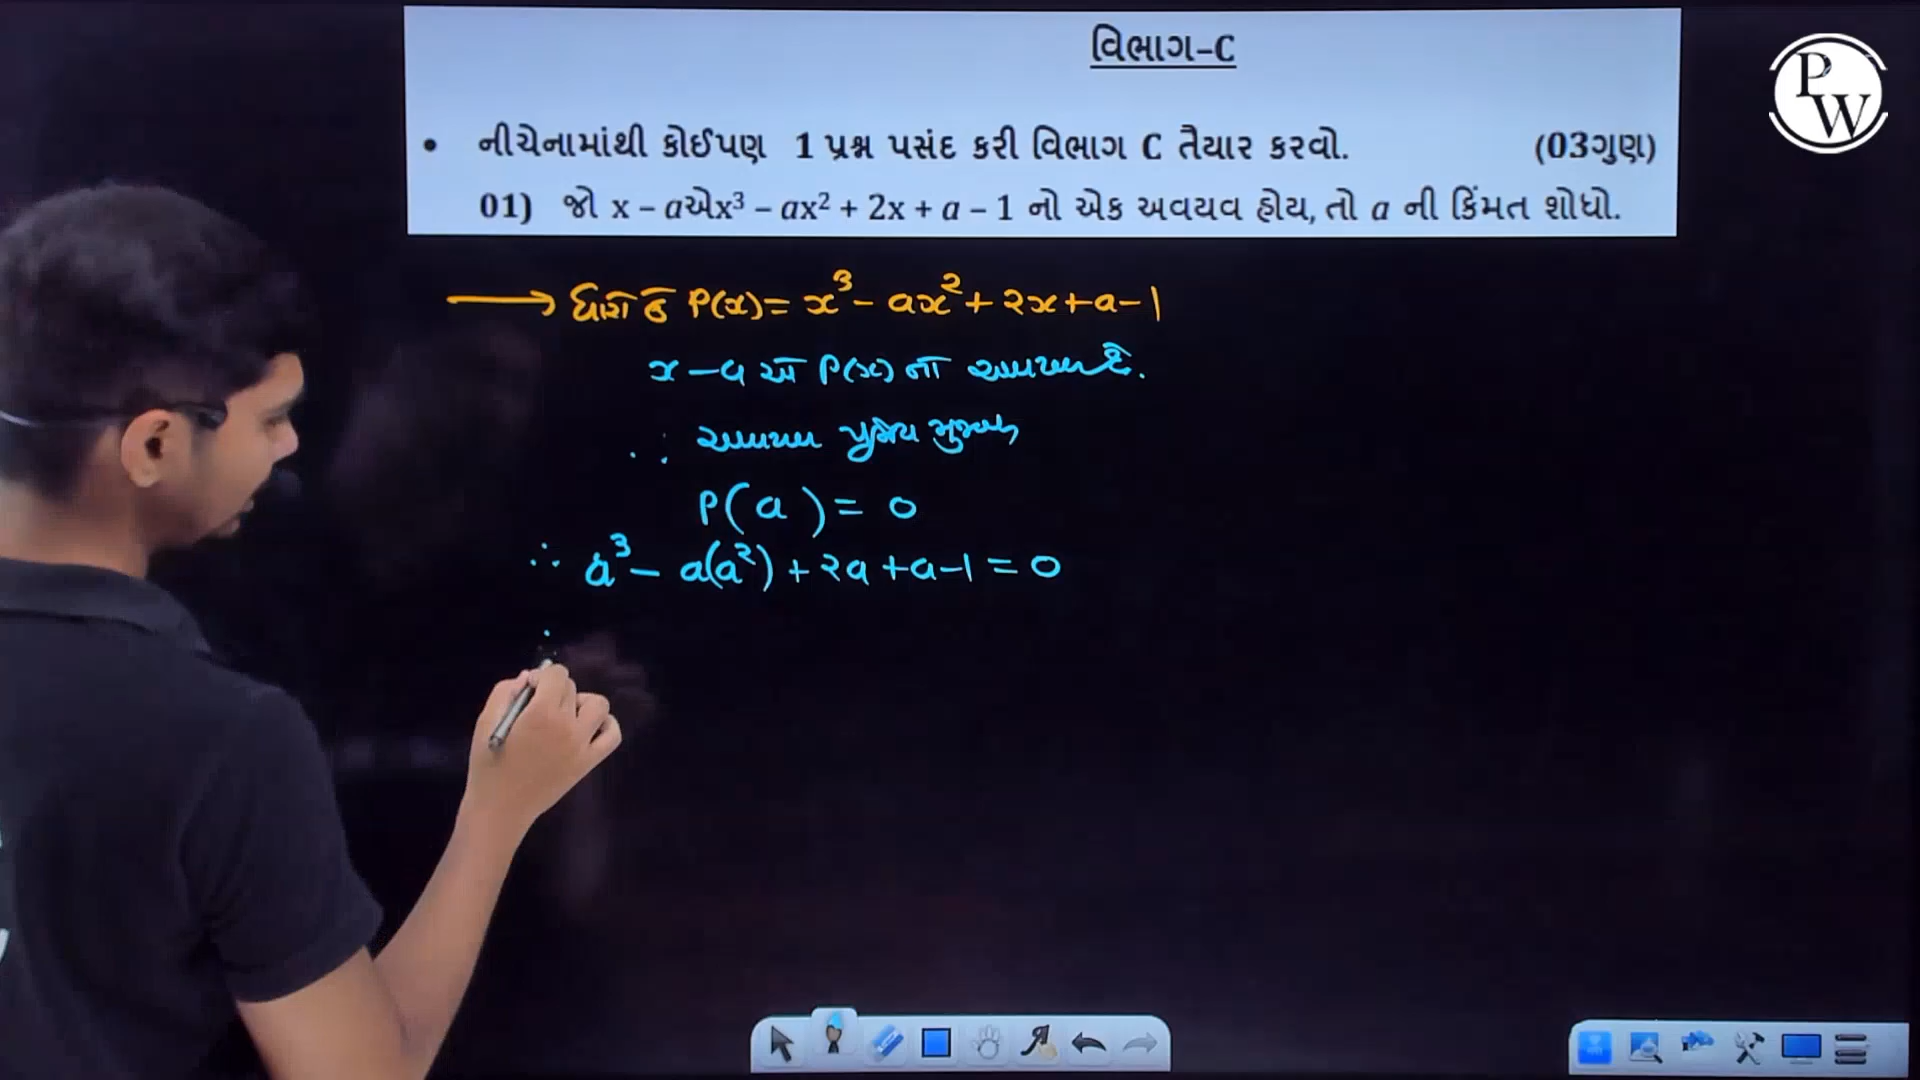 વિભાગ-C
PW
• નીચેનામાંથી કોઈપણ 1 પ્રશ્ન પસંદ કરી વિભાગ C તૈયાર કરવો. (03ગુણ)
01) જો x – aએx³ – ax² + 2x + a – 1 નો એક અવયવ હોય, તો a ની કિંમત શોધો.
→ ધારો કે P(x) = x³ - ax² + 2x + a - 1
x - a એ P(x) નો અવયવ છે.
∴ અવયવ પ્રમેય મુજબ,
P(a) = 0
∴ a³ - a(a²) + 2a + a - 1 = 0